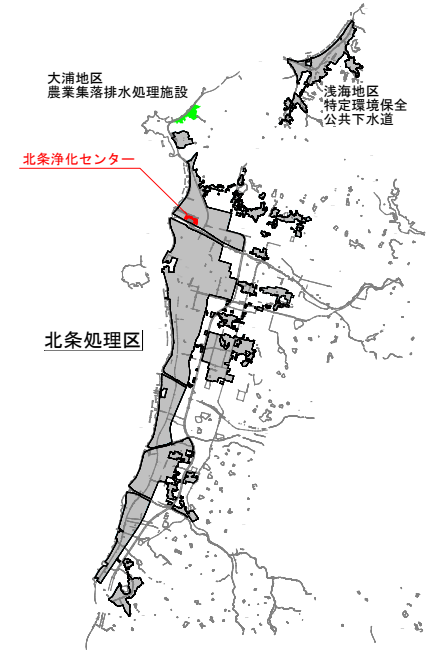 大浦地区
農業集落排水処理施設
浅海地区
特定環境保全
公共下水道
北条浄化センター
北条処理区